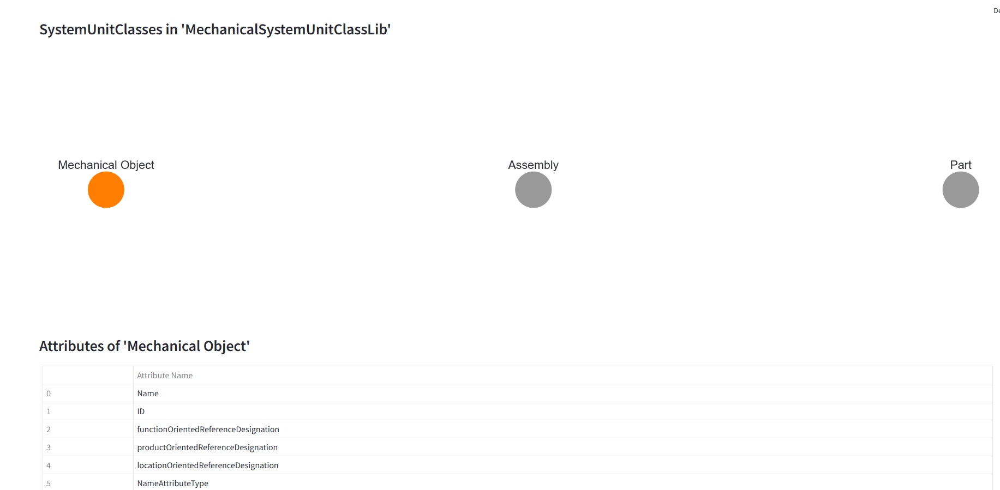 De
SystemUnitClasses in 'MechanicalSystemUnitClassLib'
Mechanical Object
Assembly
Part
Attributes of 'Mechanical Object'
Attribute Name
0 Name
1 ID
2 functionOrientedReferenceDesignation
3 productOrientedReferenceDesignation
4 locationOrientedReferenceDesignation
5 NameAttributeType